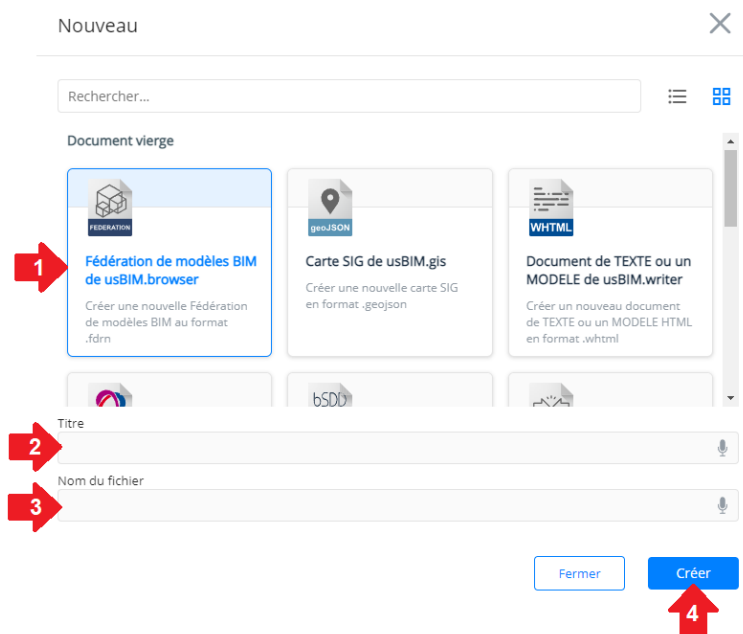 Nouveau
Rechercher...
Document vierge
FEDERATION
geoJSON
WHTML
1
Fédération de modèles BIM
de usBIM.browser
Créer une nouvelle Fédération
de modèles BIM au format
.fdrn
Carte SIG de usBIM.gis
Créer une nouvelle carte SIG
en format .geojson
Document de TEXTE ou un
MODELE de usBIM.writer
Créer un nouveau document
de TEXTE ou un MODELE HTML
en format .whtml
bSDD
Titre
2
Nom du fichier
3
Fermer
Créer
4